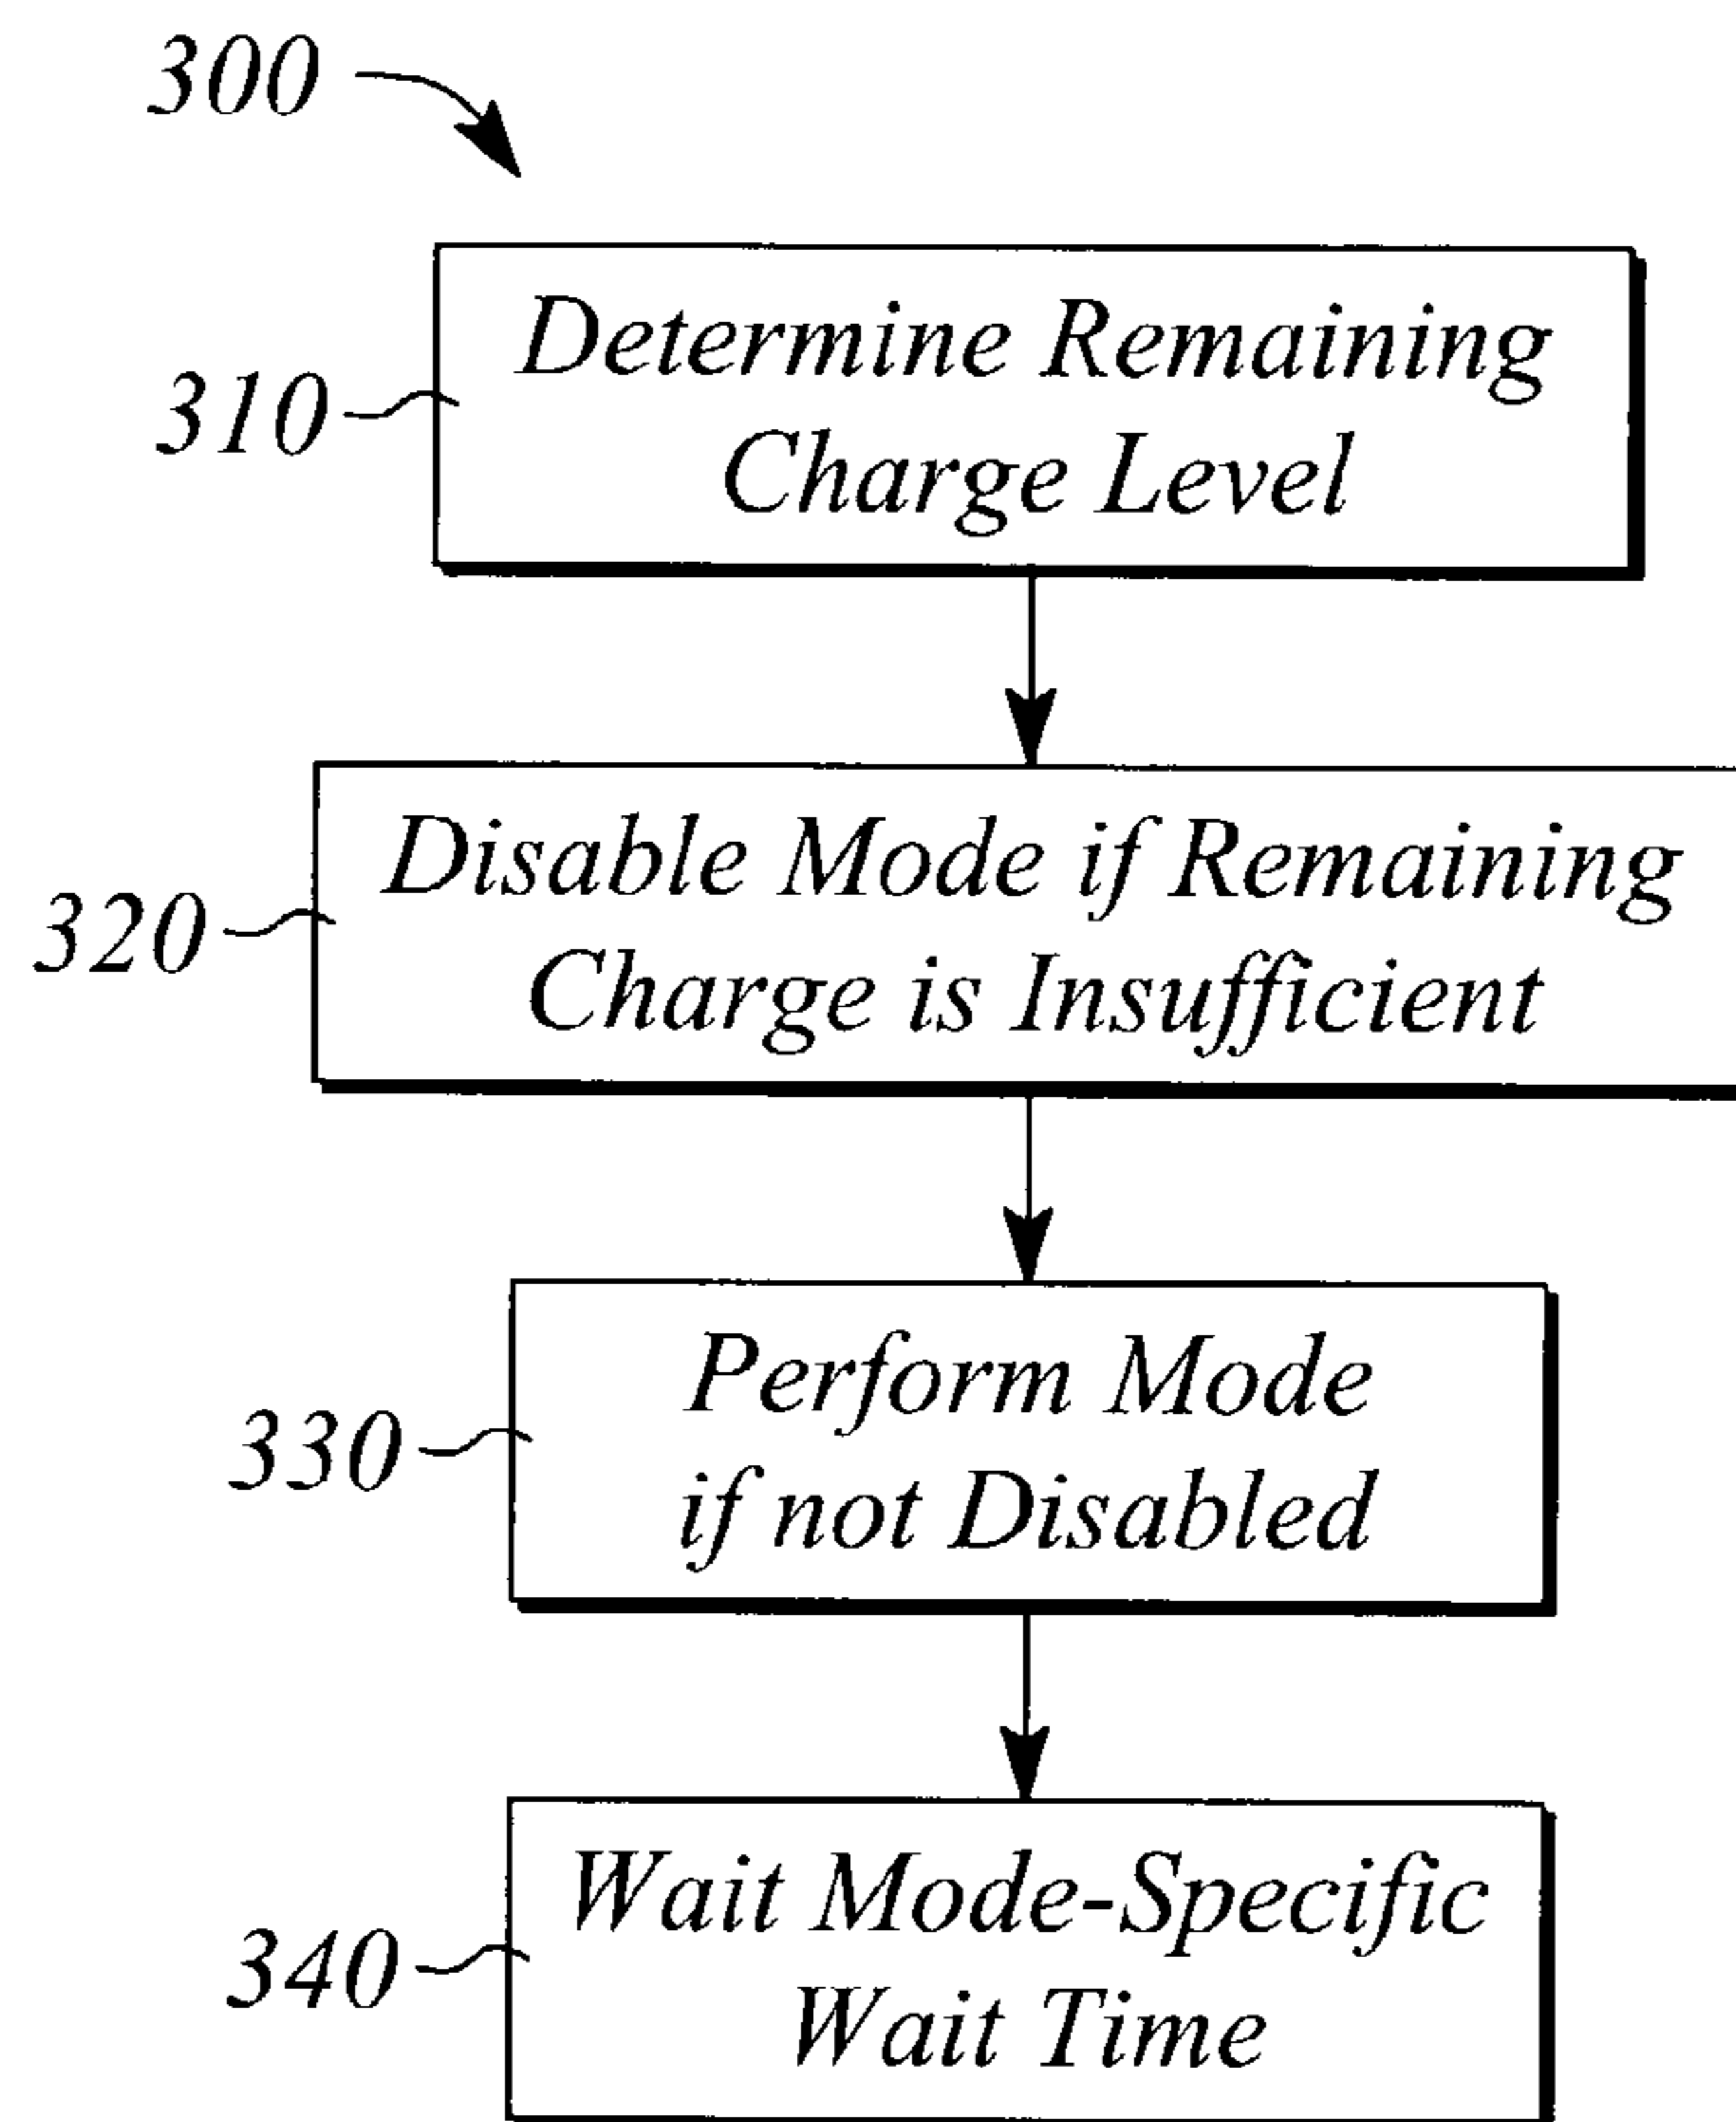 300
310
Determine Remaining
Charge Level
320
Disable Mode if Remaining
Charge is Insufficient
330
Perform Mode
if not Disabled
340
Wait Mode-Specific
Wait Time